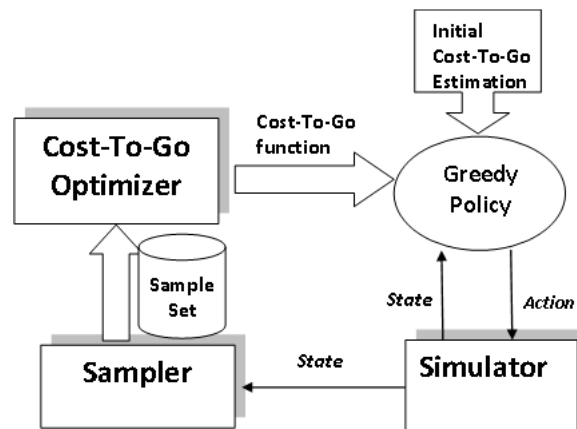 Initial
Cost-To-Go
Estimation
Cost-To-Go
function
Cost-To-Go
Optimizer
Greedy
Policy
Sample
Set
State
Action
Sampler
State
Simulator